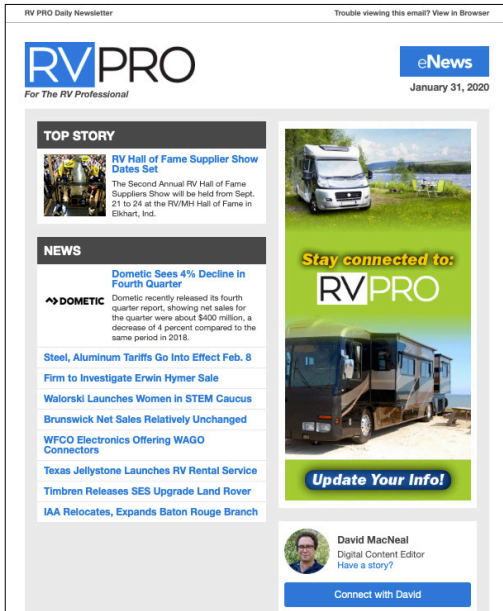 RV PRO Daily Newsletter
Trouble viewing this email? View in Browser
RVPRO
For The RV Professional
eNews
January 31, 2020
TOP STORY
RV Hall of Fame Supplier Show
Dates Set
The Second Annual RV Hall of Fame
Suppliers Show will be held from Sept.
21 to 24 at the RV/MH Hall of Fame in
Elkhart, Ind.
NEWS
Dometic Sees 4% Decline in
Fourth Quarter
DOMETIC
Dometic recently released its fourth
quarter report, showing net sales for
the quarter were about $400 million, a
decrease of 4 percent compared to the
same period in 2018.
Steel, Aluminum Tariffs Go Into Effect Feb. 8
Firm to Investigate Erwin Hymer Sale
Walorski Launches Women in STEM Caucus
Brunswick Net Sales Relatively Unchanged
WFCO Electronics Offering WAGO
Connectors
Texas Jellystone Launches RV Rental Service
Timbren Releases SES Upgrade Land Rover
IAA Relocates, Expands Baton Rouge Branch
Stay connected to:
RVPRO
Update Your Info!
David MacNeal
Digital Content Editor
Have a story?
Connect with David